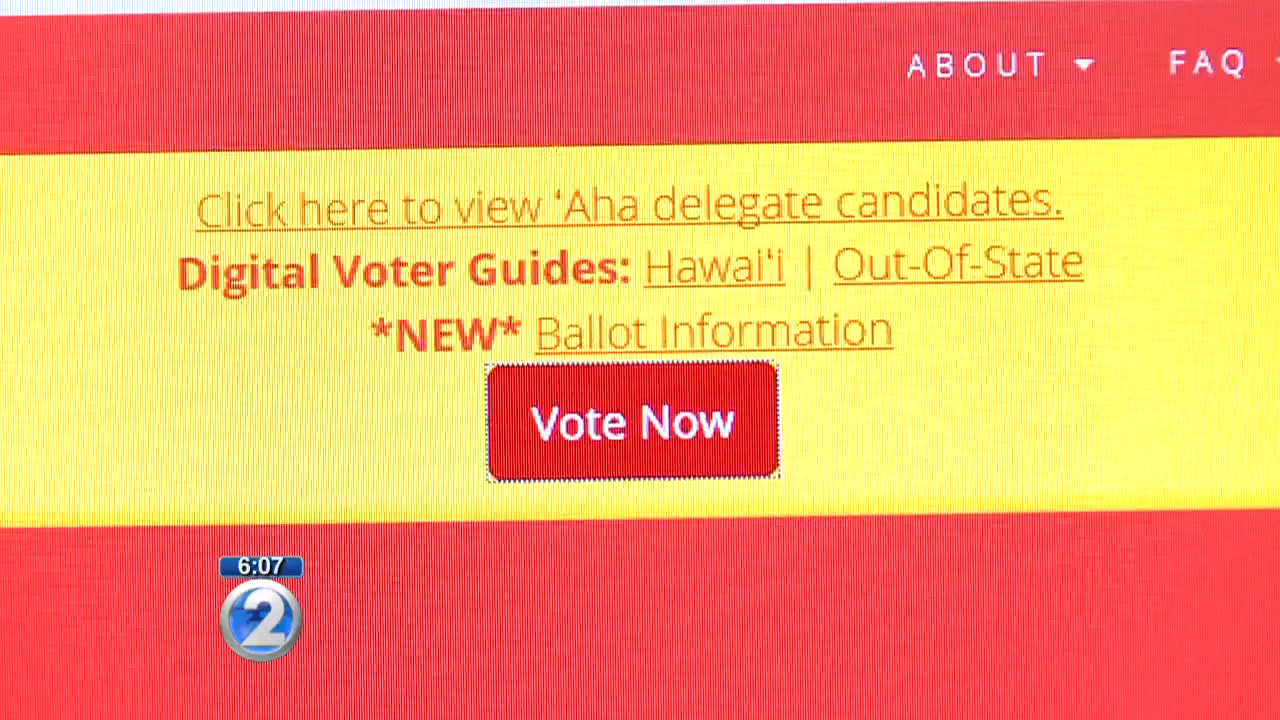 ABOUT FAQ
Click here to view ‘Aha delegate candidates.
Digital Voter Guides: Hawai‘i | Out-Of-State
*NEW* Ballot Information
Vote Now
6:07
2